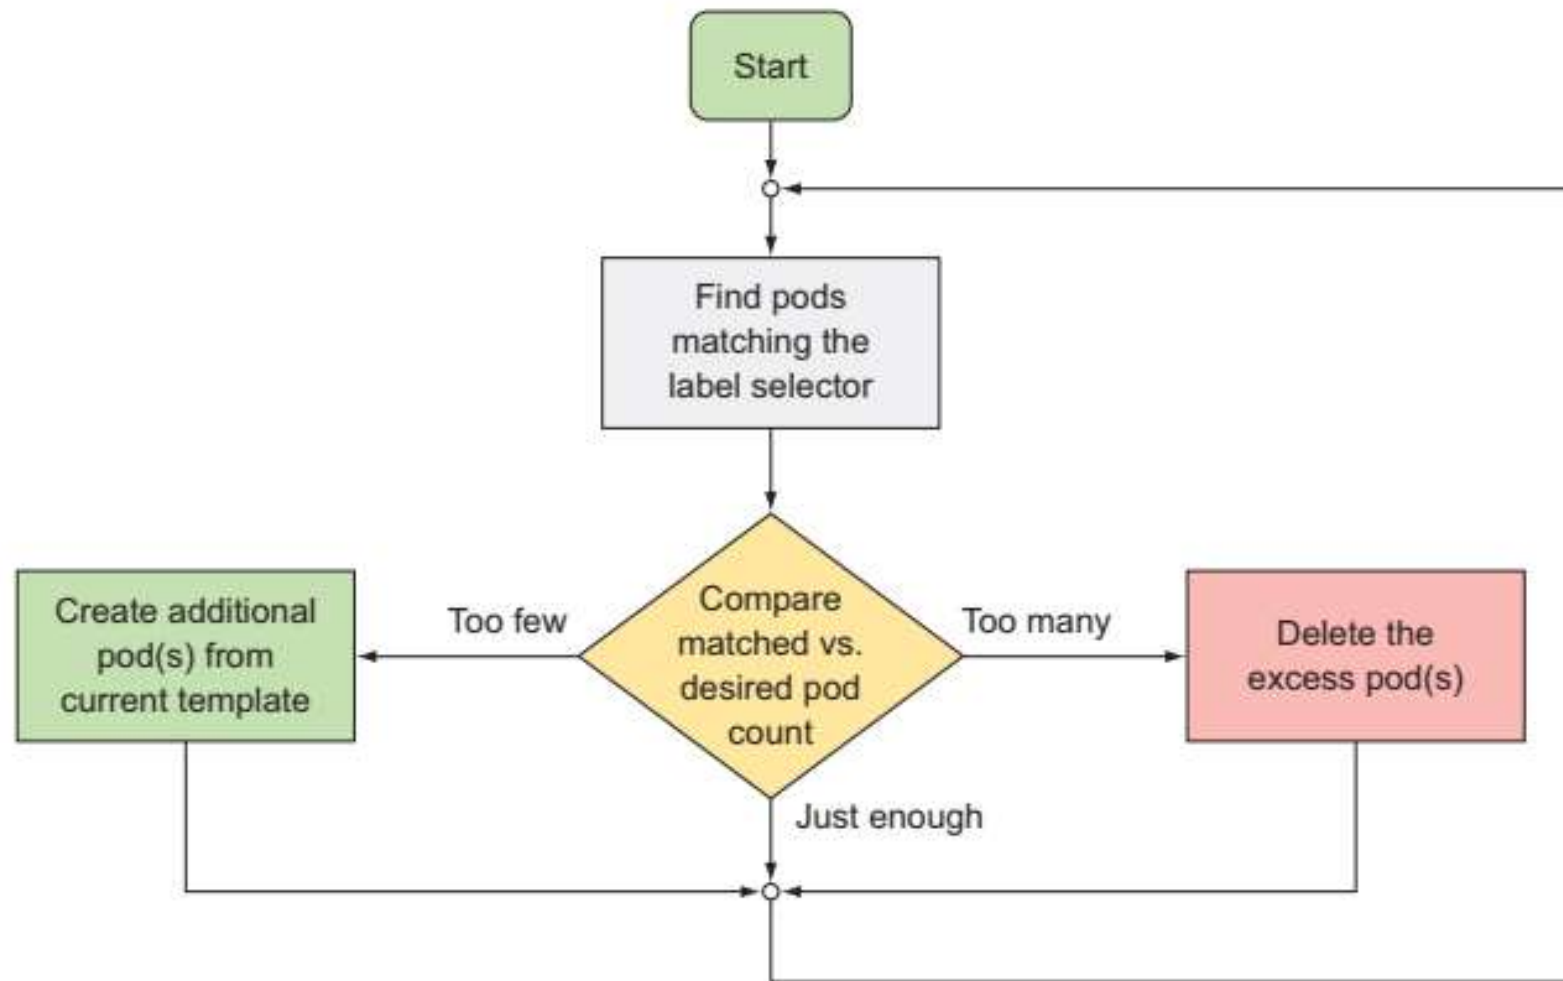 Start
Find pods
matching the
label selector
Compare
matched vs.
desired pod
count
Too few
Create additional
pod(s) from
current template
Too many
Delete the
excess pod(s)
Just enough